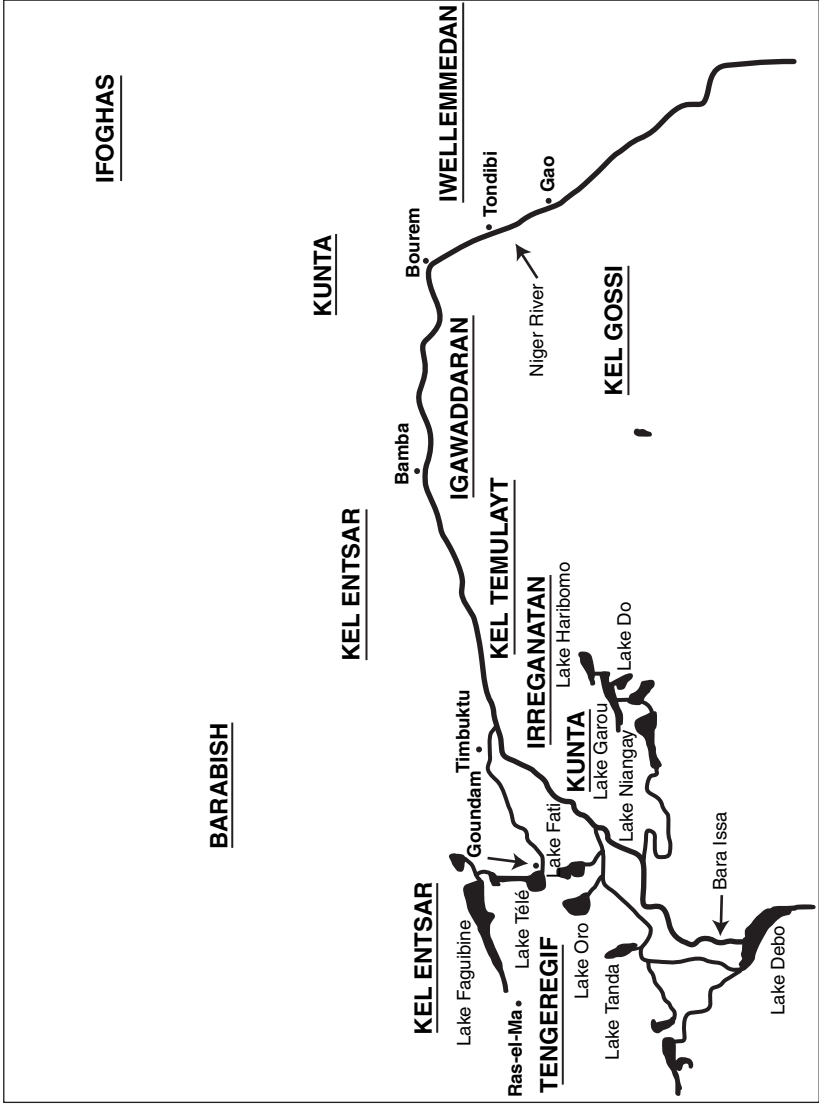 IFOGHAS
BARABISH
KUNTA
KEL ENTSAR
KEL ENTSAR
IWELLEMMEDAN
Bourem
Bamba
Tondibi
Gao
Niger River
IGAWADDARAN
KEL GOSSI
KEL TEMULAYT
IRREGANATAN
Timbuktu
Goundam
Lake Faguibine
Lake Télé
Lake Fati
Ras-el-Ma
TENGEREGIF
Lake Oro
Lake Tanda
KUNTA
Lake Haribomo
Lake Garou
Lake Do
Lake Niangay
Bara Issa
Lake Debo